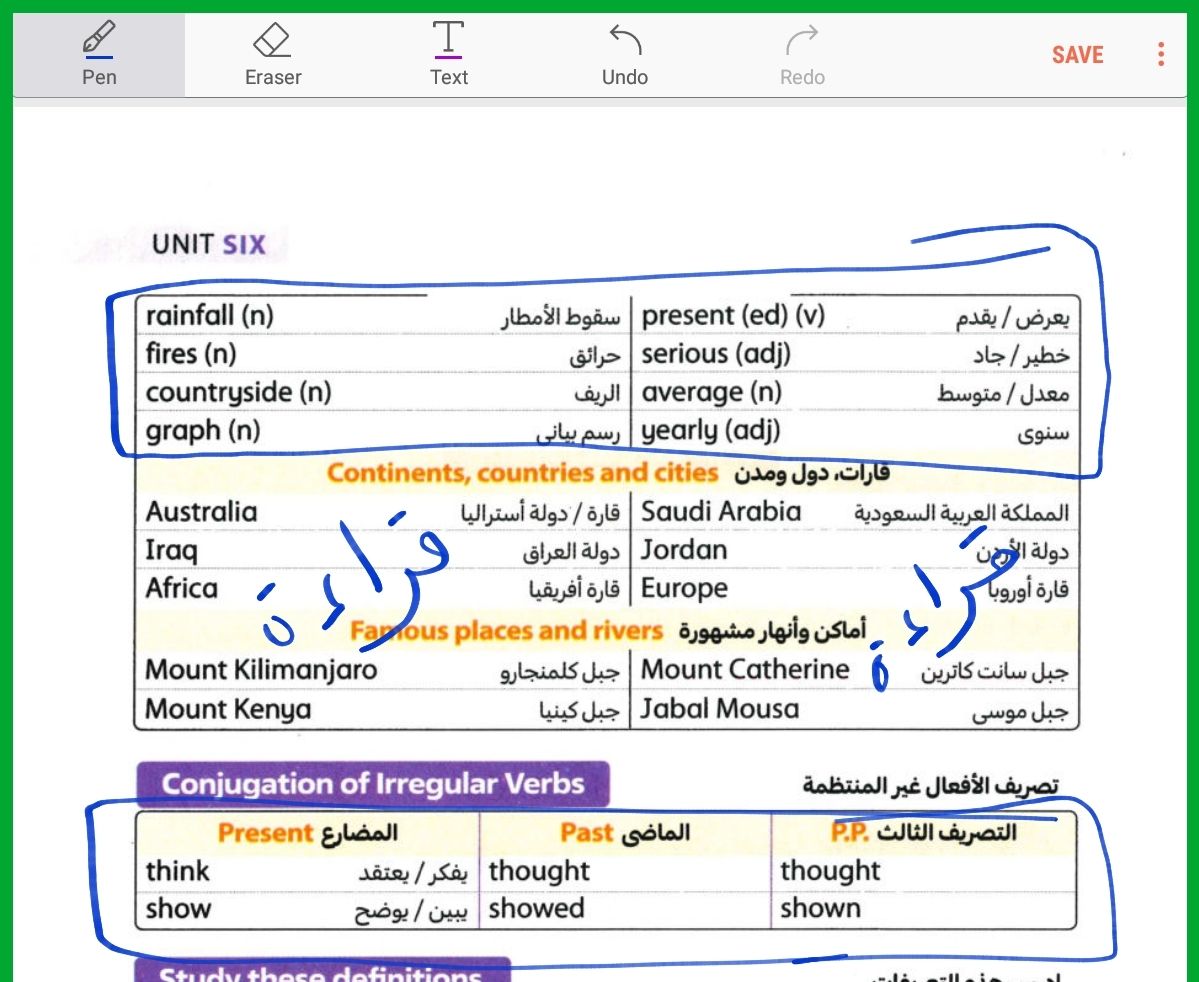 Pen Eraser Text Undo Redo SAVE
UNIT SIX
rainfall (n) سقوط الأمطار present (ed) (v) يعرض / يقدم
fires (n) حرائق serious (adj) خطير / جاد
countryside (n) الريف average (n) معدل / متوسط
graph (n) رسم بيانى yearly (adj) سنوى
Continents, countries and cities قارات، دول ومدن
Australia قارة / دولة أستراليا Saudi Arabia المملكة العربية السعودية
Iraq دولة العراق Jordan دولة الأردن
Africa قارة أفريقيا Europe قارة أوروبا
قراءة قراءة
Famous places and rivers أماكن وأنهار مشهورة
Mount Kilimanjaro جبل كلمنجارو Mount Catherine جبل سانت كاترين
Mount Kenya جبل كينيا Jabal Mousa جبل موسى
Conjugation of Irregular Verbs تصريف الأفعال غير المنتظمة
Present المضارع Past الماضى P.P. التصريف الثالث
think يفكر / يعتقد thought thought
show يبين / يوضح showed shown
Study these definitions